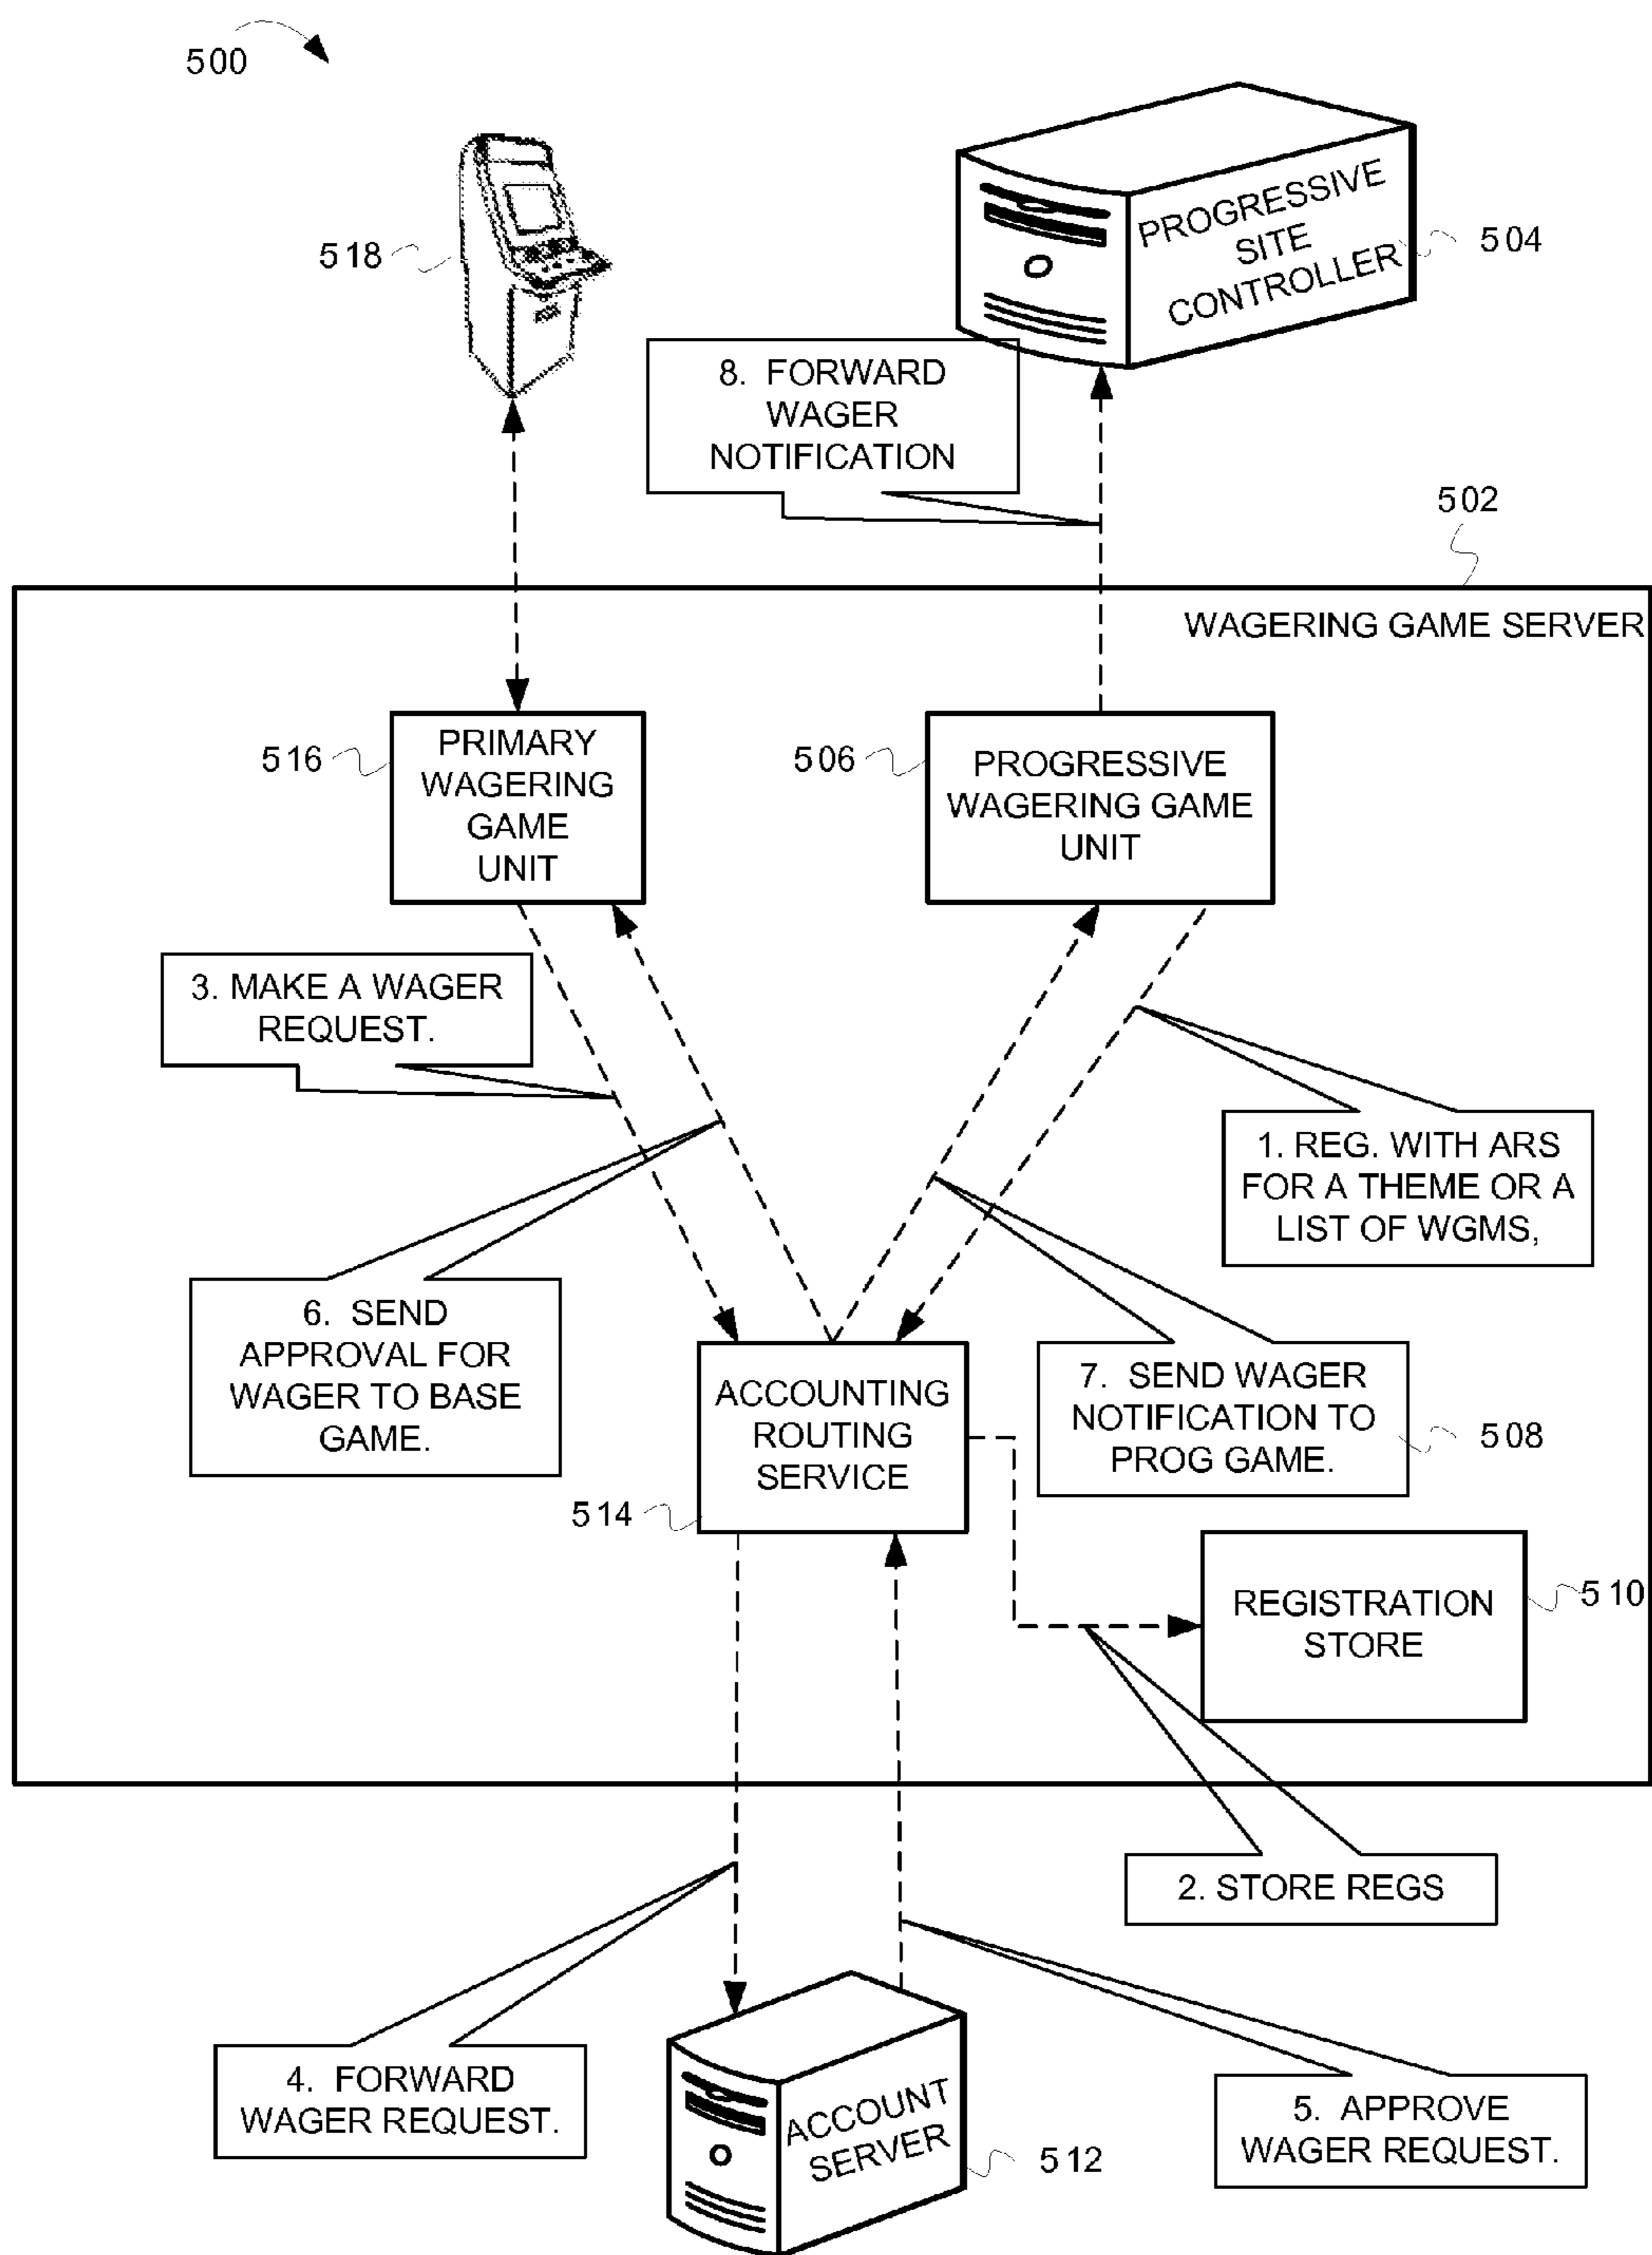 500
518
PROGRESSIVE
SITE
CONTROLLER
504
8. FORWARD
WAGER
NOTIFICATION
502
WAGERING GAME SERVER
516
PRIMARY
WAGERING
GAME
UNIT
506
PROGRESSIVE
WAGERING GAME
UNIT
3. MAKE A WAGER
REQUEST.
1. REG. WITH ARS
FOR A THEME OR A
LIST OF WGMS,
6. SEND
APPROVAL FOR
WAGER TO BASE
GAME.
ACCOUNTING
ROUTING
SERVICE
514
7. SEND WAGER
NOTIFICATION TO
PROG GAME.
508
REGISTRATION
STORE
510
2. STORE REGS
4. FORWARD
WAGER REQUEST.
ACCOUNT
SERVER
512
5. APPROVE
WAGER REQUEST.